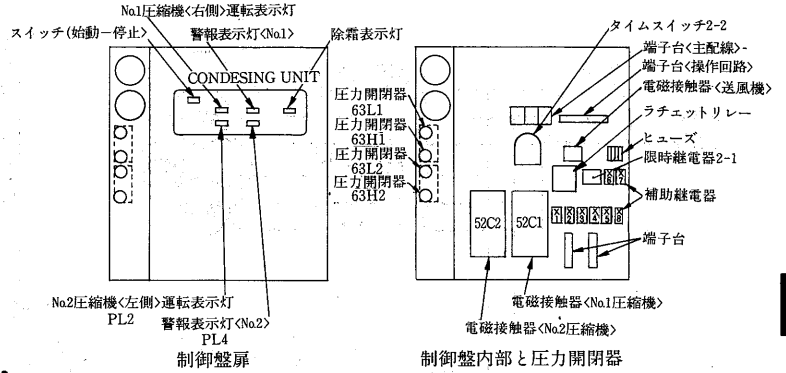 No.1圧縮機<右側>運転表示灯
スイッチ(始動－停止>
警報表示灯<No.1>
除霜表示灯
CONDESING UNIT
No.2圧縮機<左側>運転表示灯
PL2
警報表示灯<No.2>
PL4
制御盤扉
圧力開閉器
63L1
圧力開閉器
63H1
圧力開閉器
63L2
圧力開閉器
63H2
タイムスイッチ2-2
端子台<主配線>-
端子台<操作回路>
電磁接触器<送風機>
ラチェットリレー
ヒューズ
限時継電器2-1
X6 X7
補助継電器
52C2
52C1
X1 X2 X3 X4 X5 X8
端子台
電磁接触器<No.1圧縮機>
電磁接触器<No.2圧縮機>
制御盤内部と圧力開閉器